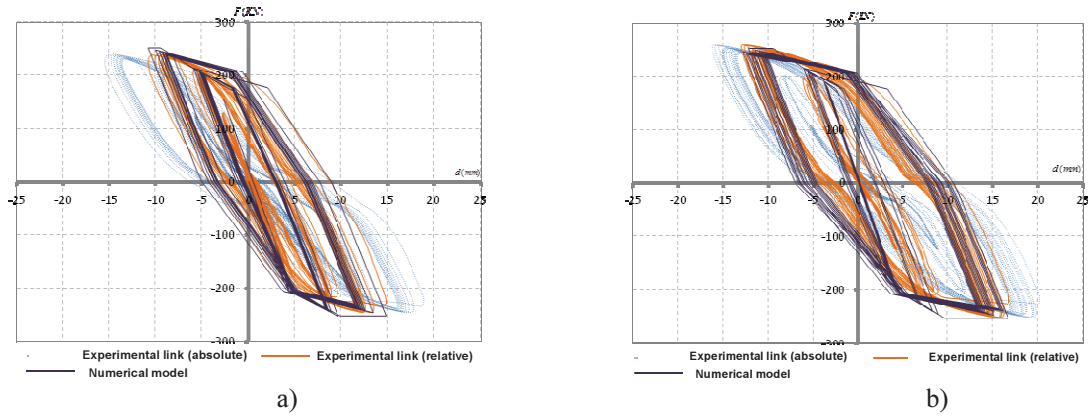 F(KN)
300
200
100
0
d(mm)
-25 -20 -15 -10 -5 0 5 10 15 20 25
-100
-200
-300
Experimental link (absolute) Experimental link (relative)
Numerical model
a)
F(KN)
300
200
100
0
d(mm)
-25 -20 -15 -10 -5 0 5 10 15 20 25
-100
-200
-300
Experimental link (absolute) Experimental link (relative)
Numerical model
b)